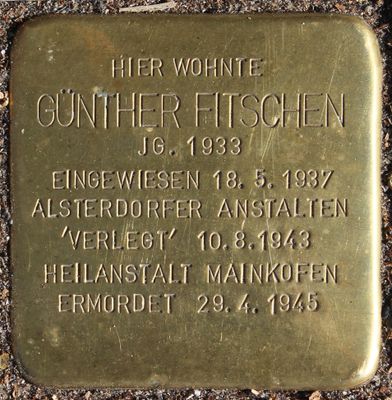 HIER WOHNTE
GÜNTHER FITSCHEN
JG. 1933
EINGEWIESEN 18.5.1937
ALSTERDORFER ANSTALTEN
'VERLEGT' 10.8.1943
HEILANSTALT MAINKOFEN
ERMORDET 29.4.1945